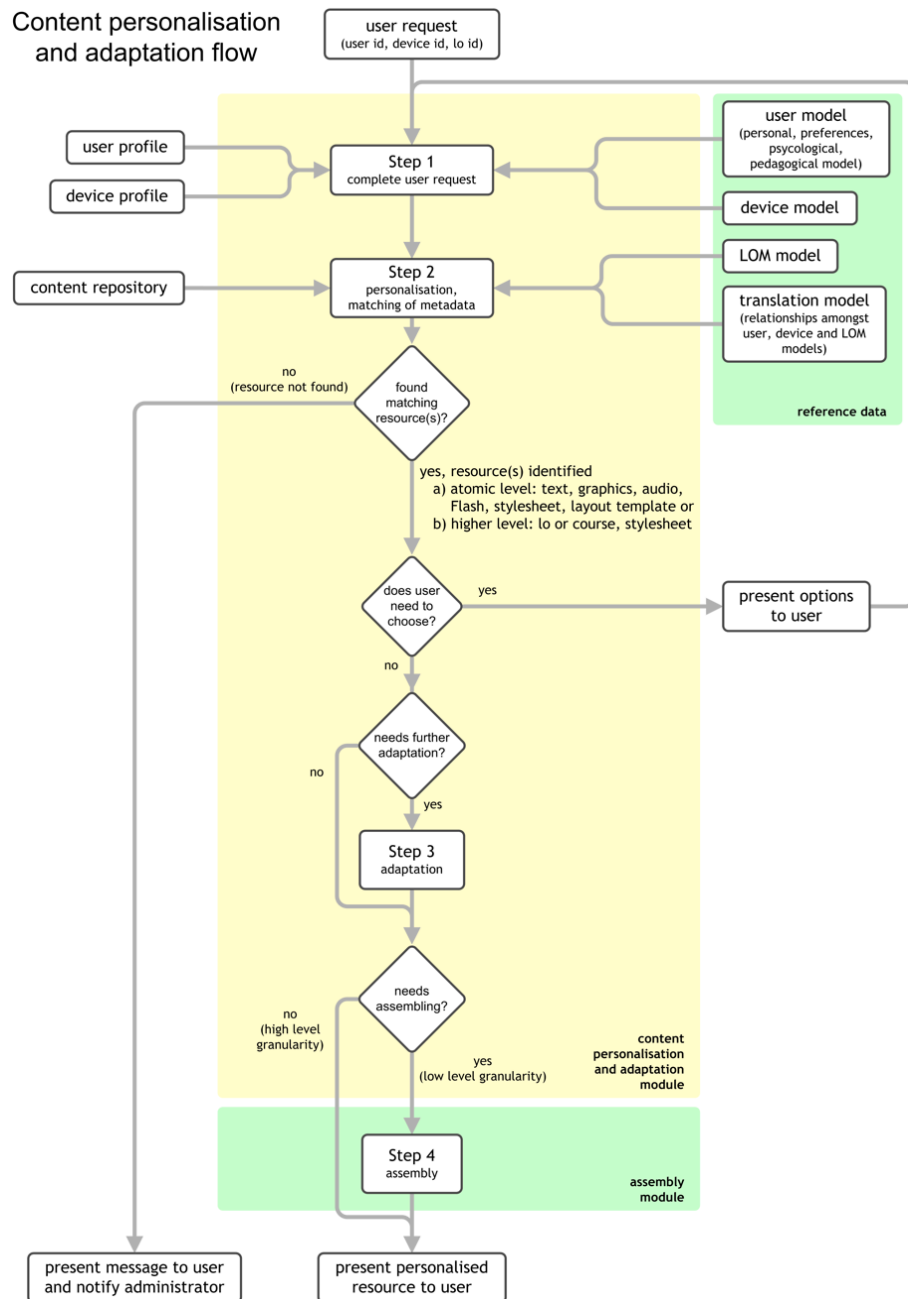 Content personalisation
and adaptation flow
user request
(user id, device id, lo id)
user profile
device profile
Step 1
complete user request
user model
(personal, preferences,
psycological,
pedagogical model)
device model
content repository
Step 2
personalisation,
matching of metadata
LOM model
translation model
(relationships amongst
user, device and LOM
models)
reference data
no
(resource not found)
found
matching
resource(s)?
yes, resource(s) identified
a) atomic level: text, graphics, audio,
Flash, stylesheet, layout template or
b) higher level: lo or course, stylesheet
does user
need to
choose?
yes
present options
to user
no
needs further
adaptation?
no
yes
Step 3
adaptation
needs
assembling?
no
(high level
granularity)
yes
(low level granularity)
content
personalisation
and adaptation
module
Step 4
assembly
assembly
module
present message to user
and notify administrator
present personalised
resource to user